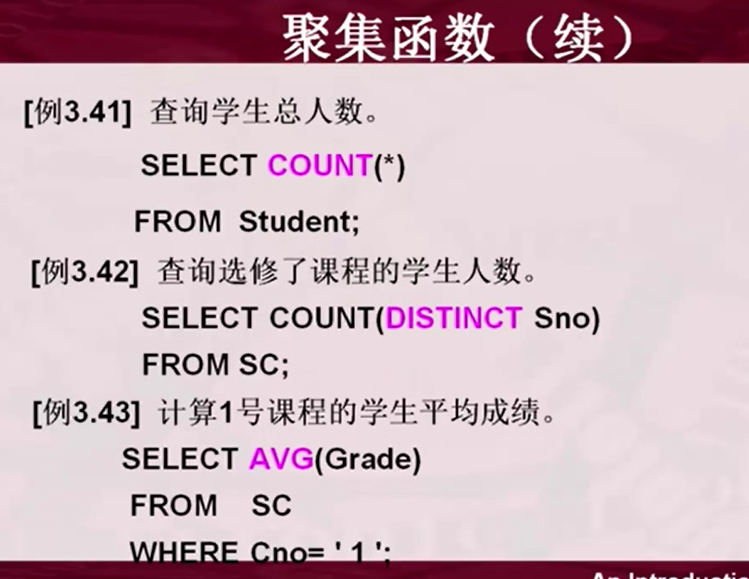 聚集函数（续）
[例3.41] 查询学生总人数。
SELECT COUNT(*)
FROM Student;
[例3.42] 查询选修了课程的学生人数。
SELECT COUNT(DISTINCT Sno)
FROM SC;
[例3.43] 计算1号课程的学生平均成绩。
SELECT AVG(Grade)
FROM SC
WHERE Cno= ' 1 ';